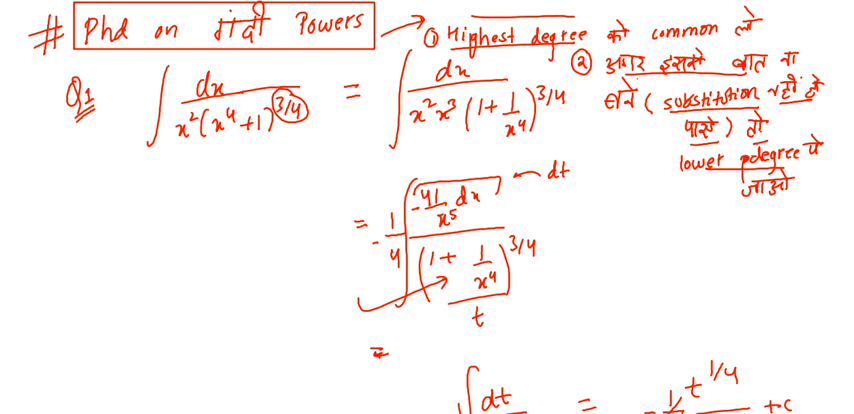 # Phd on गंदी Powers
① Highest degree को common लो
② अगर इससे बात ना
बने ( substitution नहीं हो
पाये ) तो
lower degree पे
जाओ
Q1 ∫ dx / x²(x⁴+1)^(3/4) = ∫ dx / x²x³(1+1/x⁴)^(3/4)
= -1/4 ∫ (-4/x⁵ dx) / (1+1/x⁴)^(3/4) ← dt
t
=
∫ dt = t^(1/4) +c